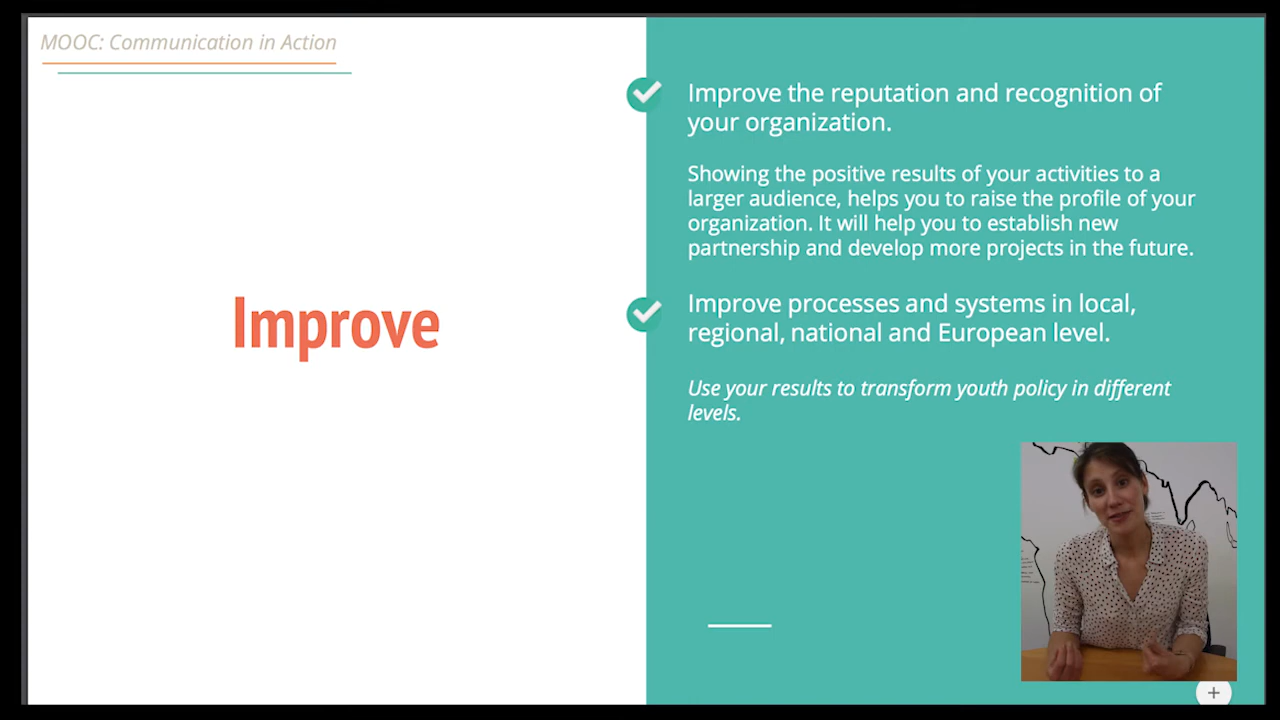 MOOC: Communication in Action
Improve
Improve the reputation and recognition of
your organization.
Showing the positive results of your activities to a
larger audience, helps you to raise the profile of your
organization. It will help you to establish new
partnership and develop more projects in the future.
Improve processes and systems in local,
regional, national and European level.
Use your results to transform youth policy in different
levels.